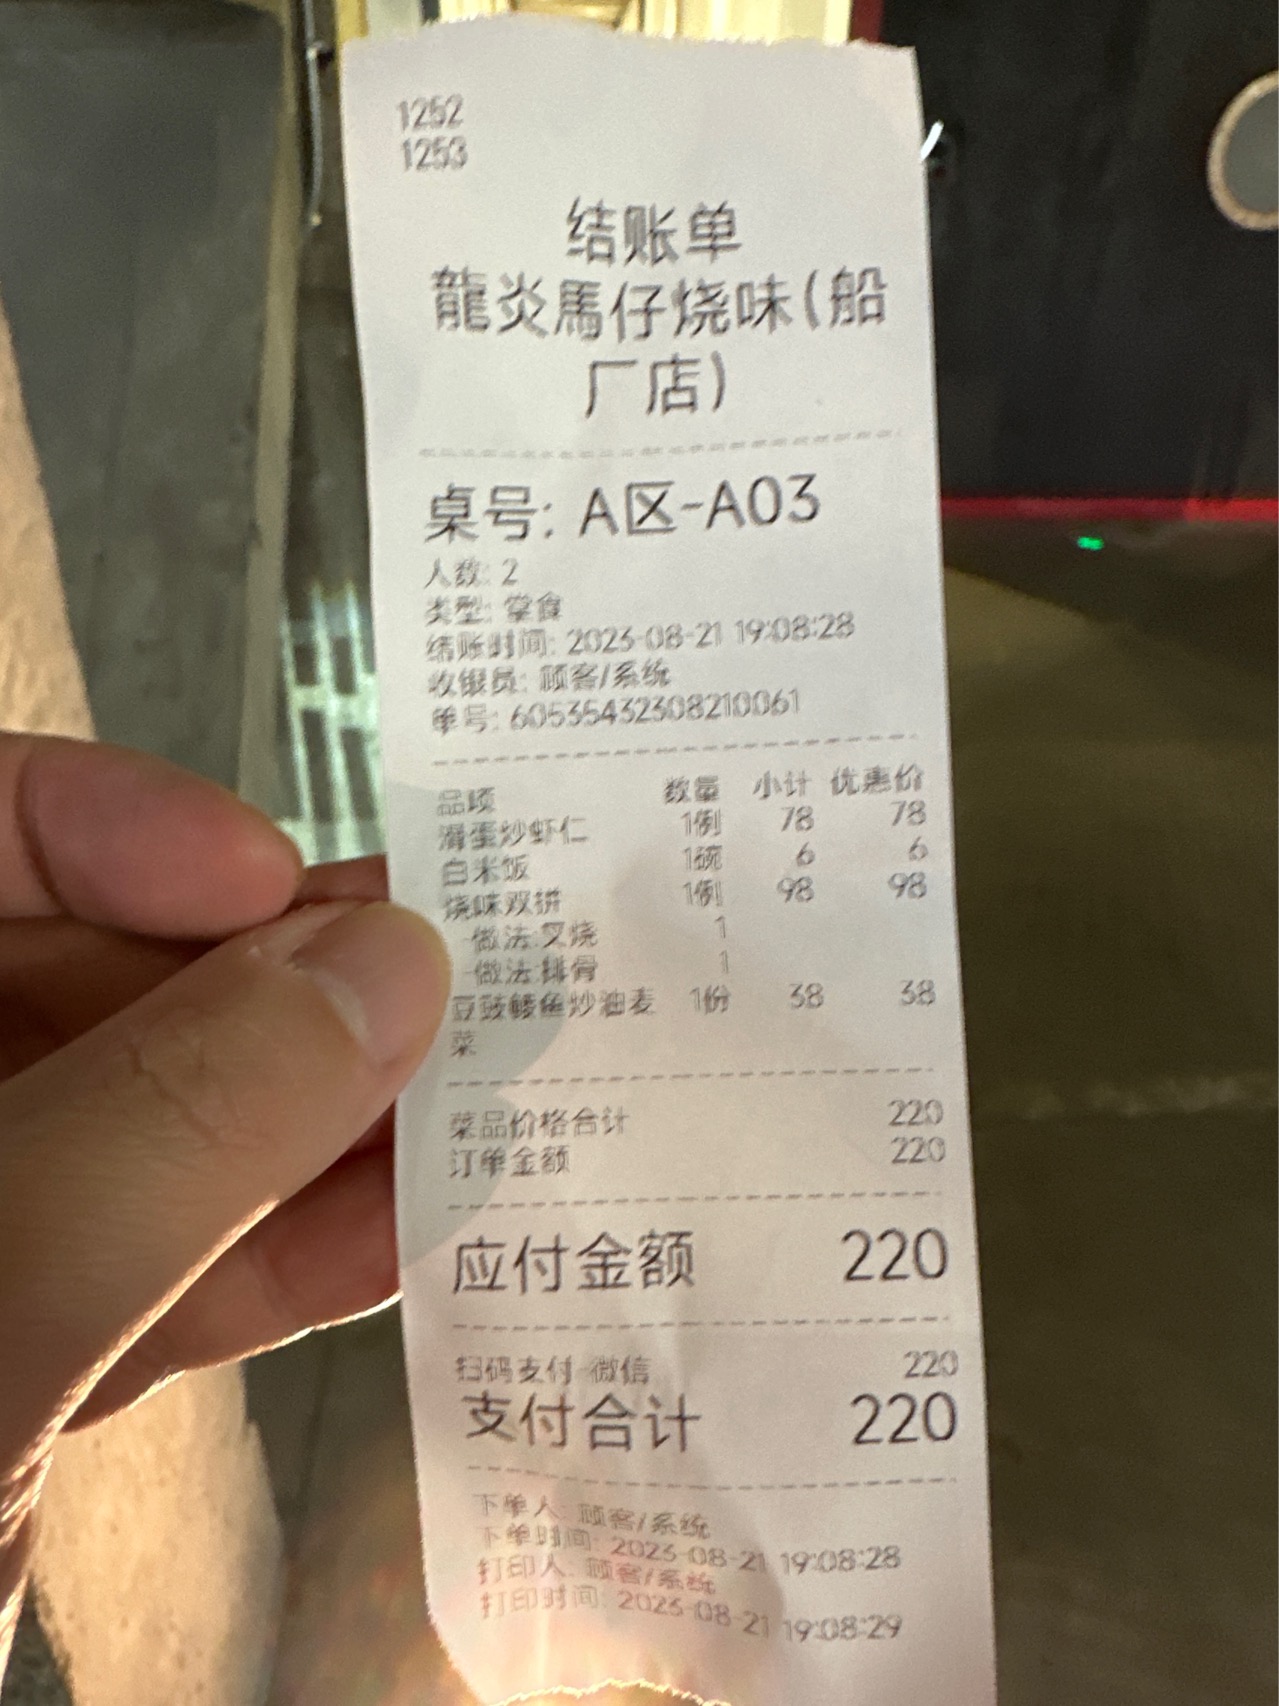 1252
1253
结账单
龍炎馬仔烧味(船
厂店)
桌号: A区-A03
人数: 2
类型: 堂食
结账时间: 2023-08-21 19:08:28
收银员: 顾客/系统
单号: 60535432308210061
品项 数量 小计 优惠价
滑蛋炒虾仁 1例 78 78
白米饭 1碗 6 6
烧味双拼 1例 98 98
-做法:叉烧 1
-做法:排骨 1
豆豉鲮鱼炒油麦 1份 38 38
菜
菜品价格合计 220
订单金额 220
应付金额 220
扫码支付-微信 220
支付合计 220
下单人: 顾客/系统
下单时间: 2023-08-21 19:08:28
打印人: 顾客/系统
打印时间: 2023-08-21 19:08:29